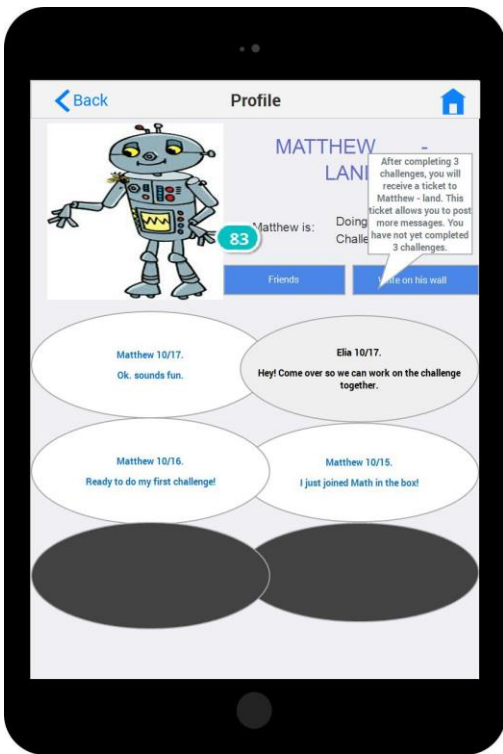 Back
Profile
MATTHEW -
LAN
After completing 3
challenges, you will
receive a ticket to
Matthew - land. This
ticket allows you to post
more messages. You
have not yet completed
3 challenges.
Matthew is:
Doing
Challe
83
Friends
Write on his wall
Matthew 10/17.
Ok. sounds fun.
Elia 10/17.
Hey! Come over so we can work on the challenge
together.
Matthew 10/16.
Ready to do my first challenge!
Matthew 10/15.
I just joined Math in the box!